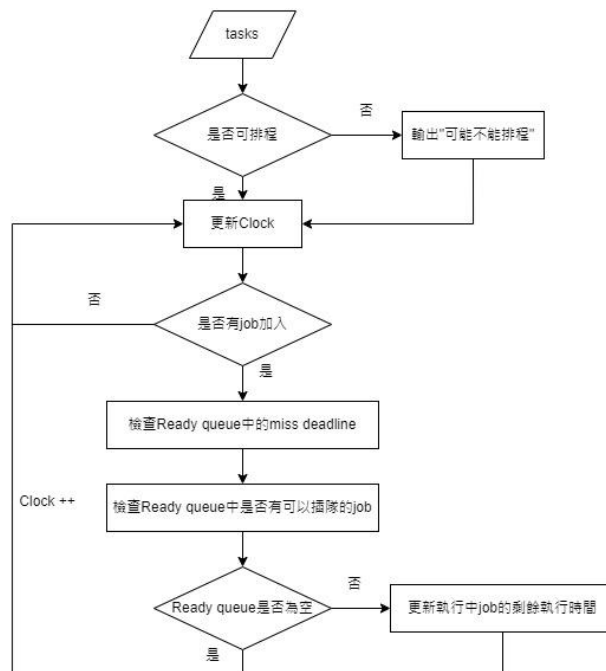 tasks
是否可排程
否
輸出"可能不能排程"
是
更新Clock
否
是否有job加入
是
檢查Ready queue中的miss deadline
Clock ++
檢查Ready queue中是否有可以插隊的job
Ready queue是否為空
否
更新執行中job的剩餘執行時間
是